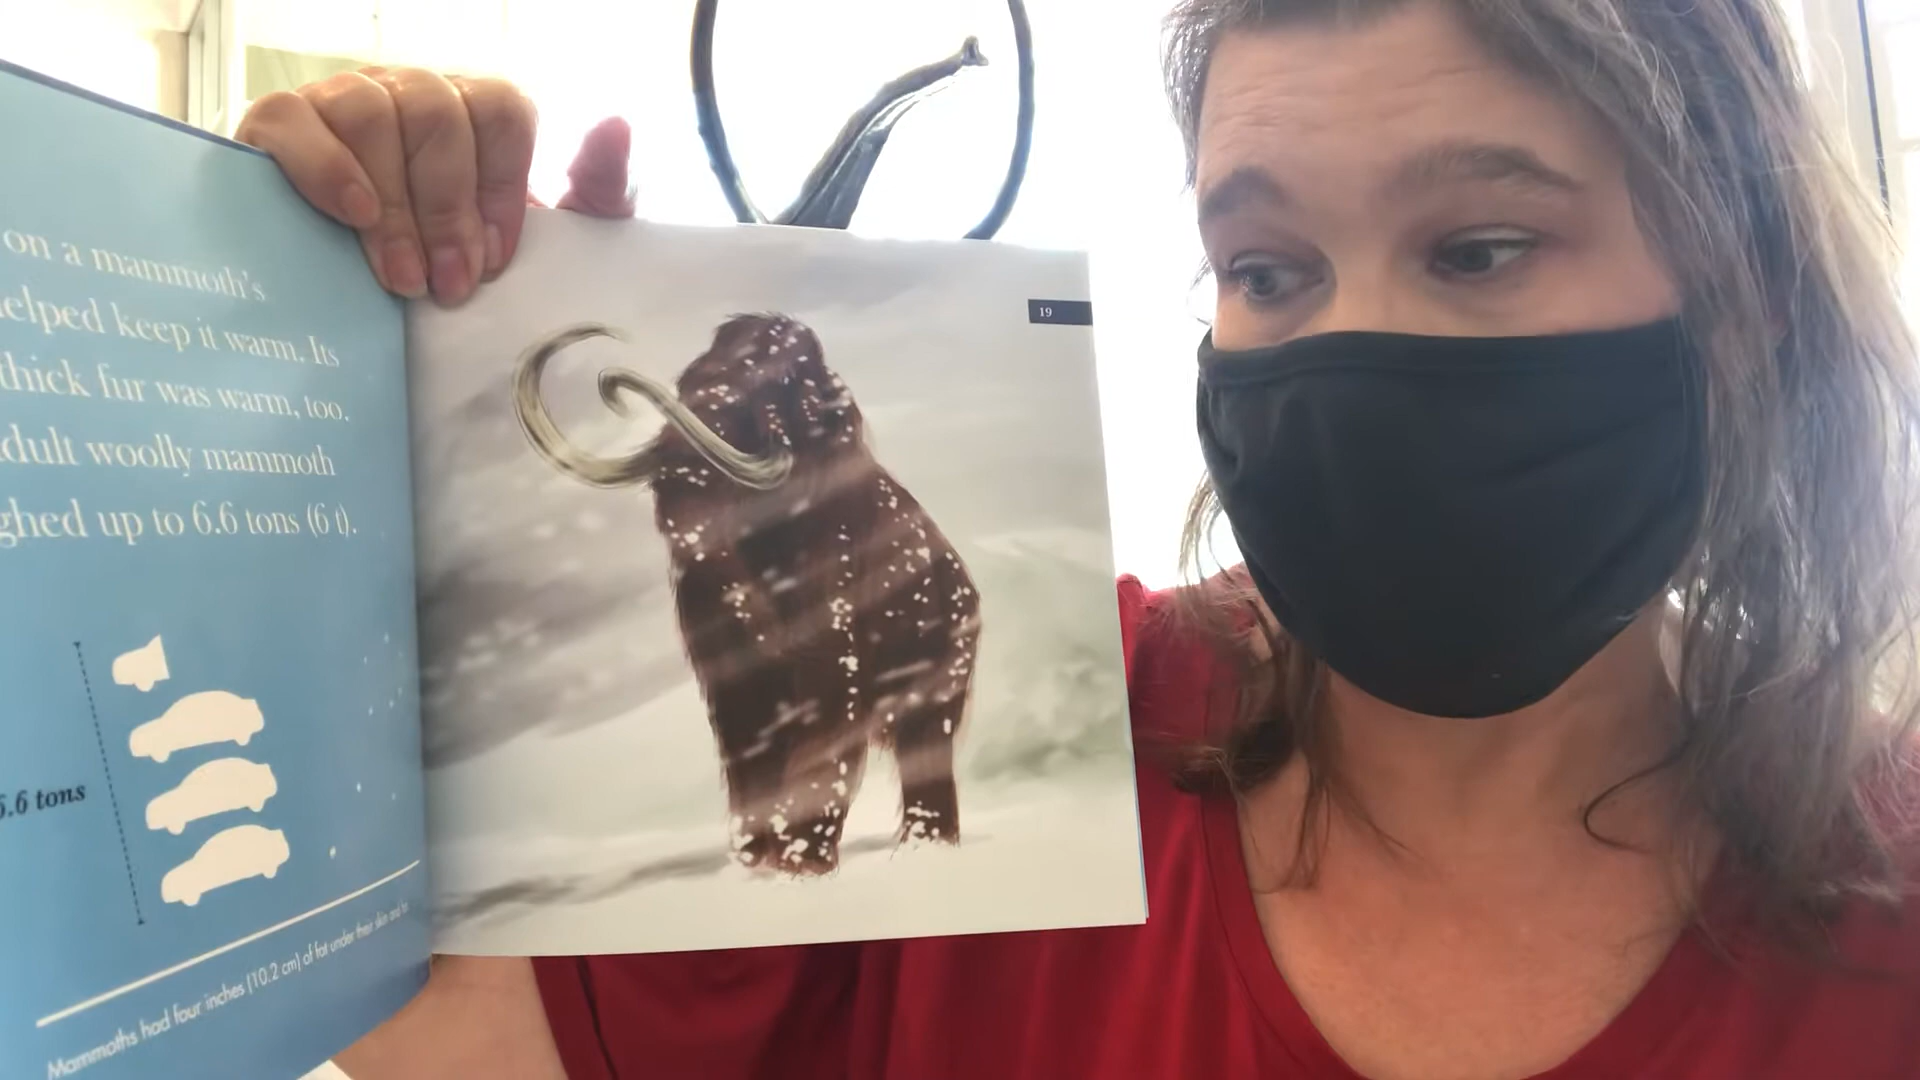 on a mammoth's
elped keep it warm. Its
thick fur was warm, too.
dult woolly mammoth
ghed up to 6.6 tons (6 t).
6.6 tons
Mammoths had four inches (10.2 cm) of fat under their skin and fur.
19